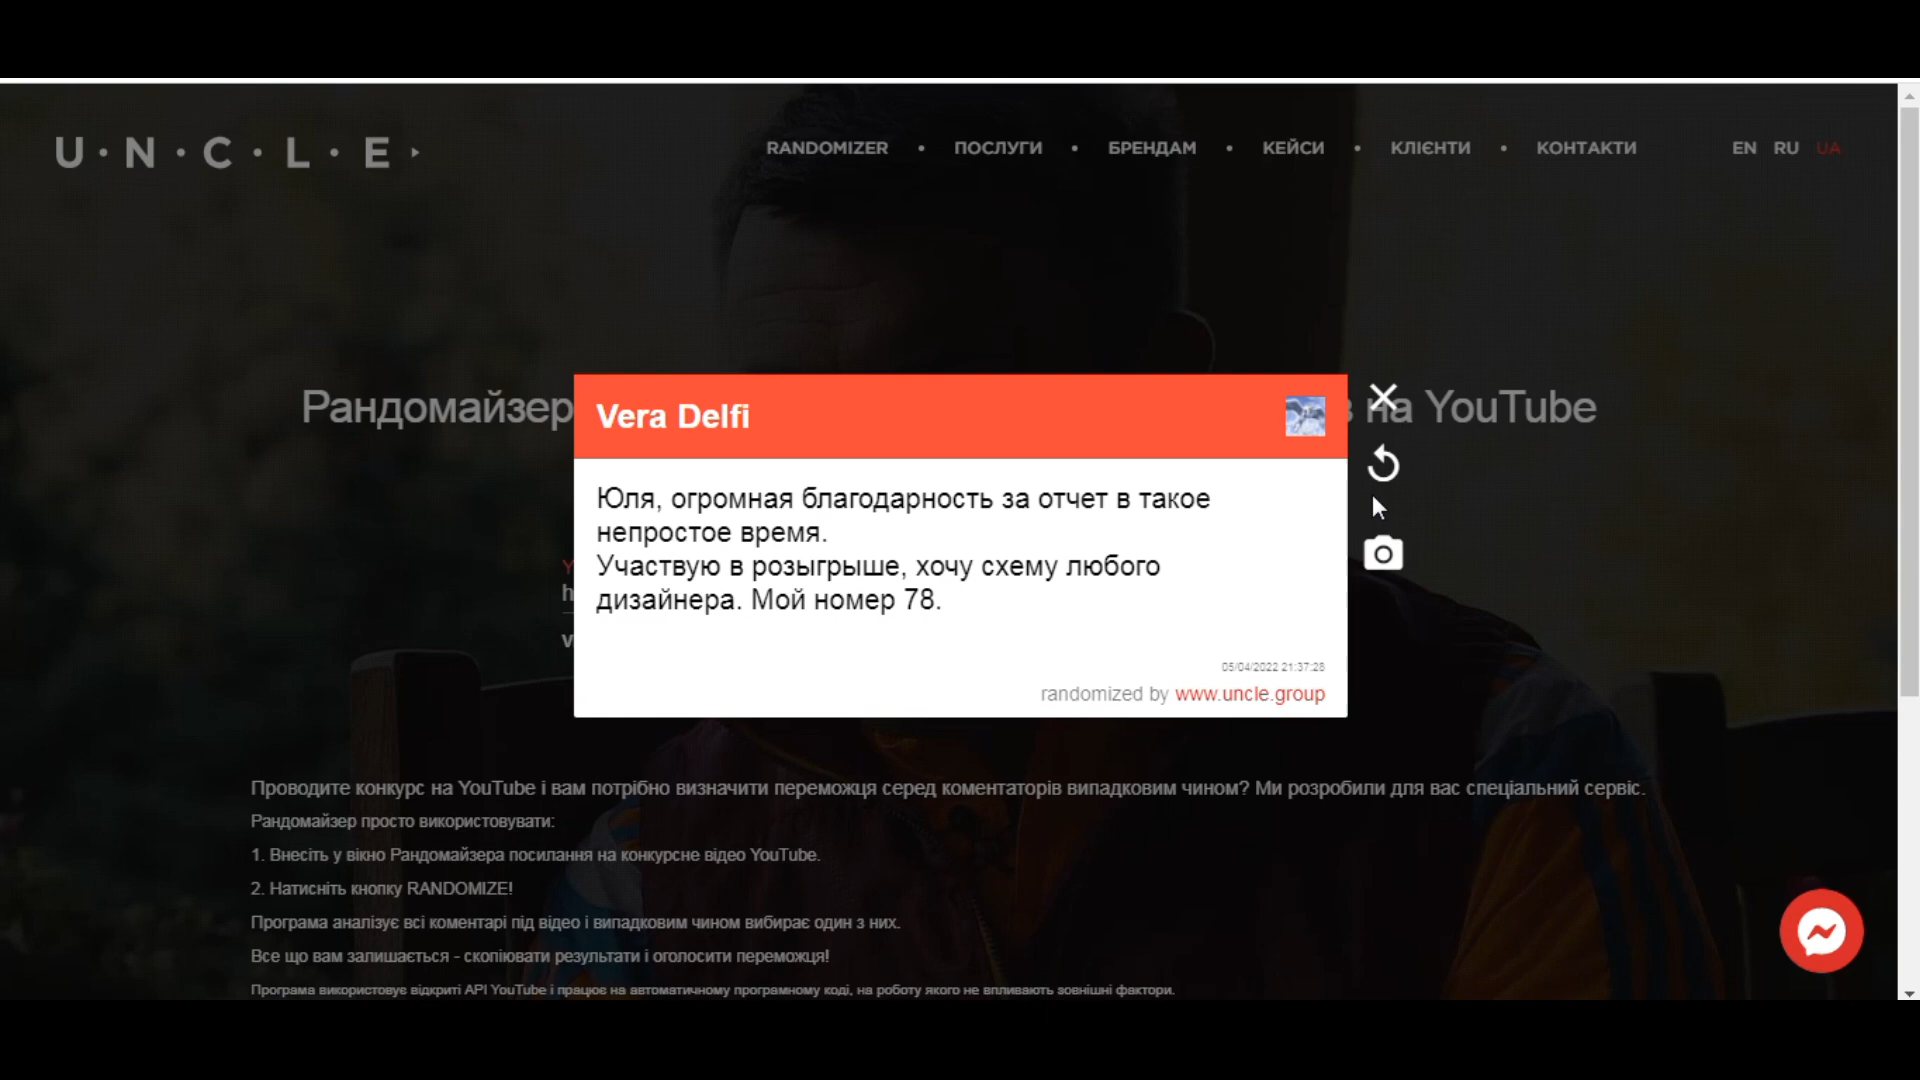 U·N·C·L·E
RANDOMIZER • ПОСЛУГИ • БРЕНДАМ • КЕЙСИ • КЛІЄНТИ • КОНТАКТИ
EN RU UA
Рандомайзер
на YouTube
Vera Delfi
Юля, огромная благодарность за отчет в такое
непростое время.
Участвую в розыгрыше, хочу схему любого
дизайнера. Мой номер 78.
05/04/2022 21:37:28
randomized by www.uncle.group
Проводите конкурс на YouTube і вам потрібно визначити переможця серед коментаторів випадковим чином? Ми розробили для вас спеціальний сервіс.
Рандомайзер просто використовувати:
1. Внесіть у вікно Рандомайзера посилання на конкурсне відео YouTube.
2. Натисніть кнопку RANDOMIZE!
Програма аналізує всі коментарі під відео і випадковим чином вибирає один з них.
Все що вам залишається - скопіювати результати і оголосити переможця!
Програма використовує відкриті API YouTube і працює на автоматичному програмному коді, на роботу якого не впливають зовнішні фактори.